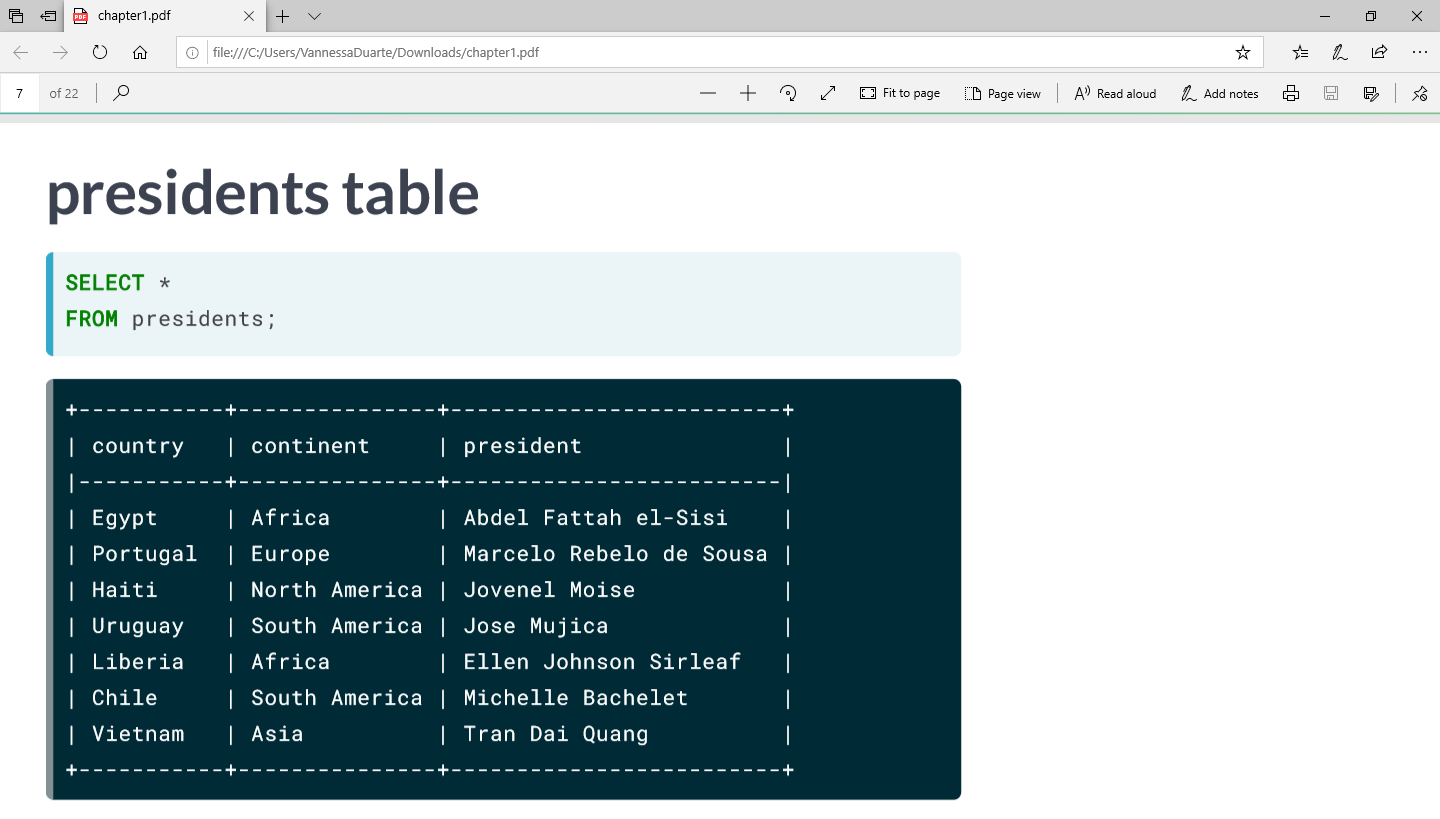 chapter1.pdf
file:///C:/Users/VannessaDuarte/Downloads/chapter1.pdf
7 of 22 Fit to page Page view Read aloud Add notes
presidents table
SELECT *
FROM presidents;
+-----------+---------------+-------------------------+
| country   | continent     | president               |
|-----------+---------------+-------------------------|
| Egypt     | Africa        | Abdel Fattah el-Sisi    |
| Portugal  | Europe        | Marcelo Rebelo de Sousa |
| Haiti     | North America | Jovenel Moise           |
| Uruguay   | South America | Jose Mujica             |
| Liberia   | Africa        | Ellen Johnson Sirleaf   |
| Chile     | South America | Michelle Bachelet       |
| Vietnam   | Asia          | Tran Dai Quang          |
+-----------+---------------+-------------------------+